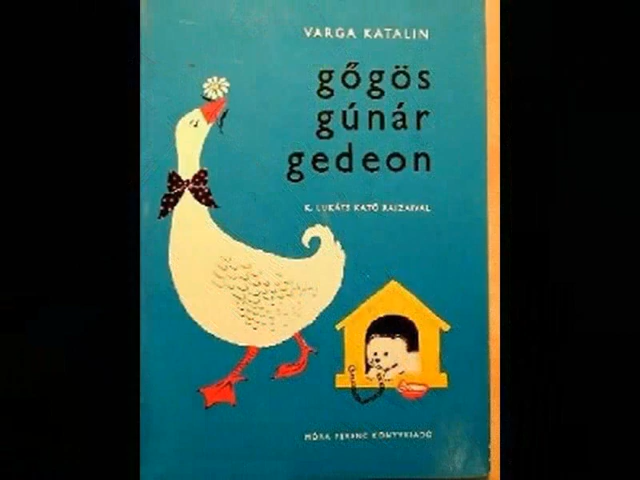 VARGA KATALIN
gőgös
gúnár
gedeon
K. LUKÁTS KATÓ RAJZAIVAL
MÓRA FERENC KÖNYVKIADÓ